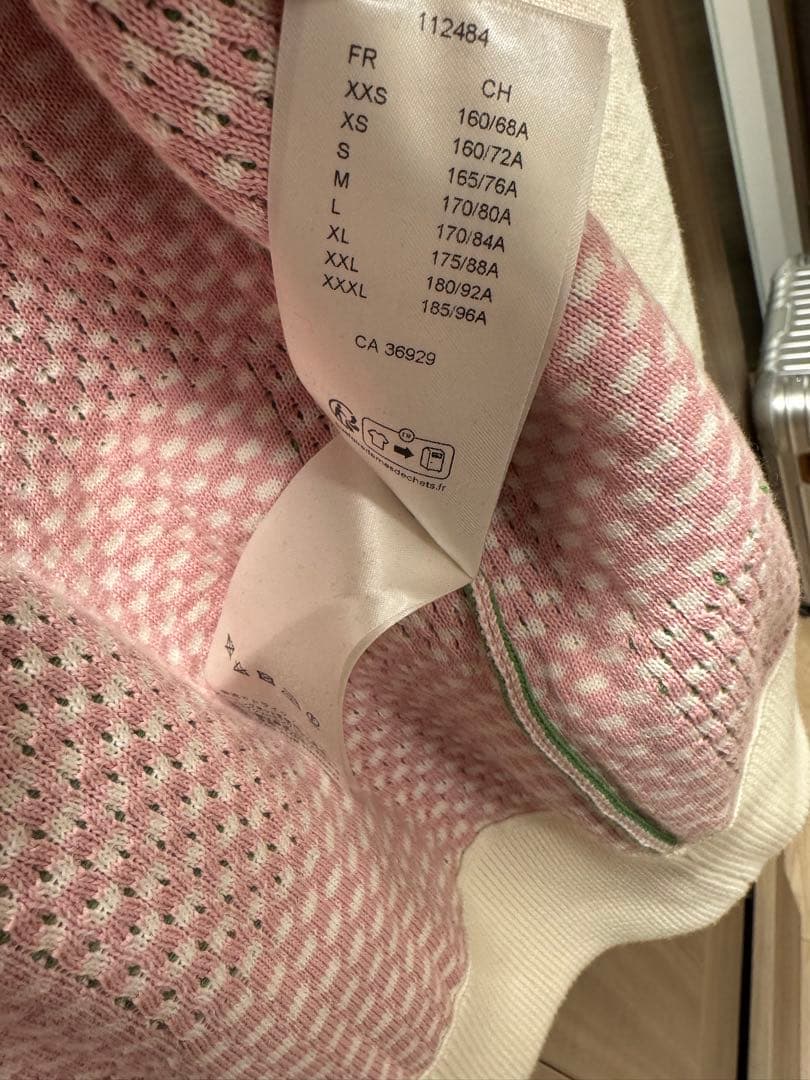 112484
FR CH
XXS 160/68A
XS 160/72A
S 165/76A
M 170/80A
L 170/84A
XL 175/88A
XXL 180/92A
XXXL 185/96A
CA 36929
FR